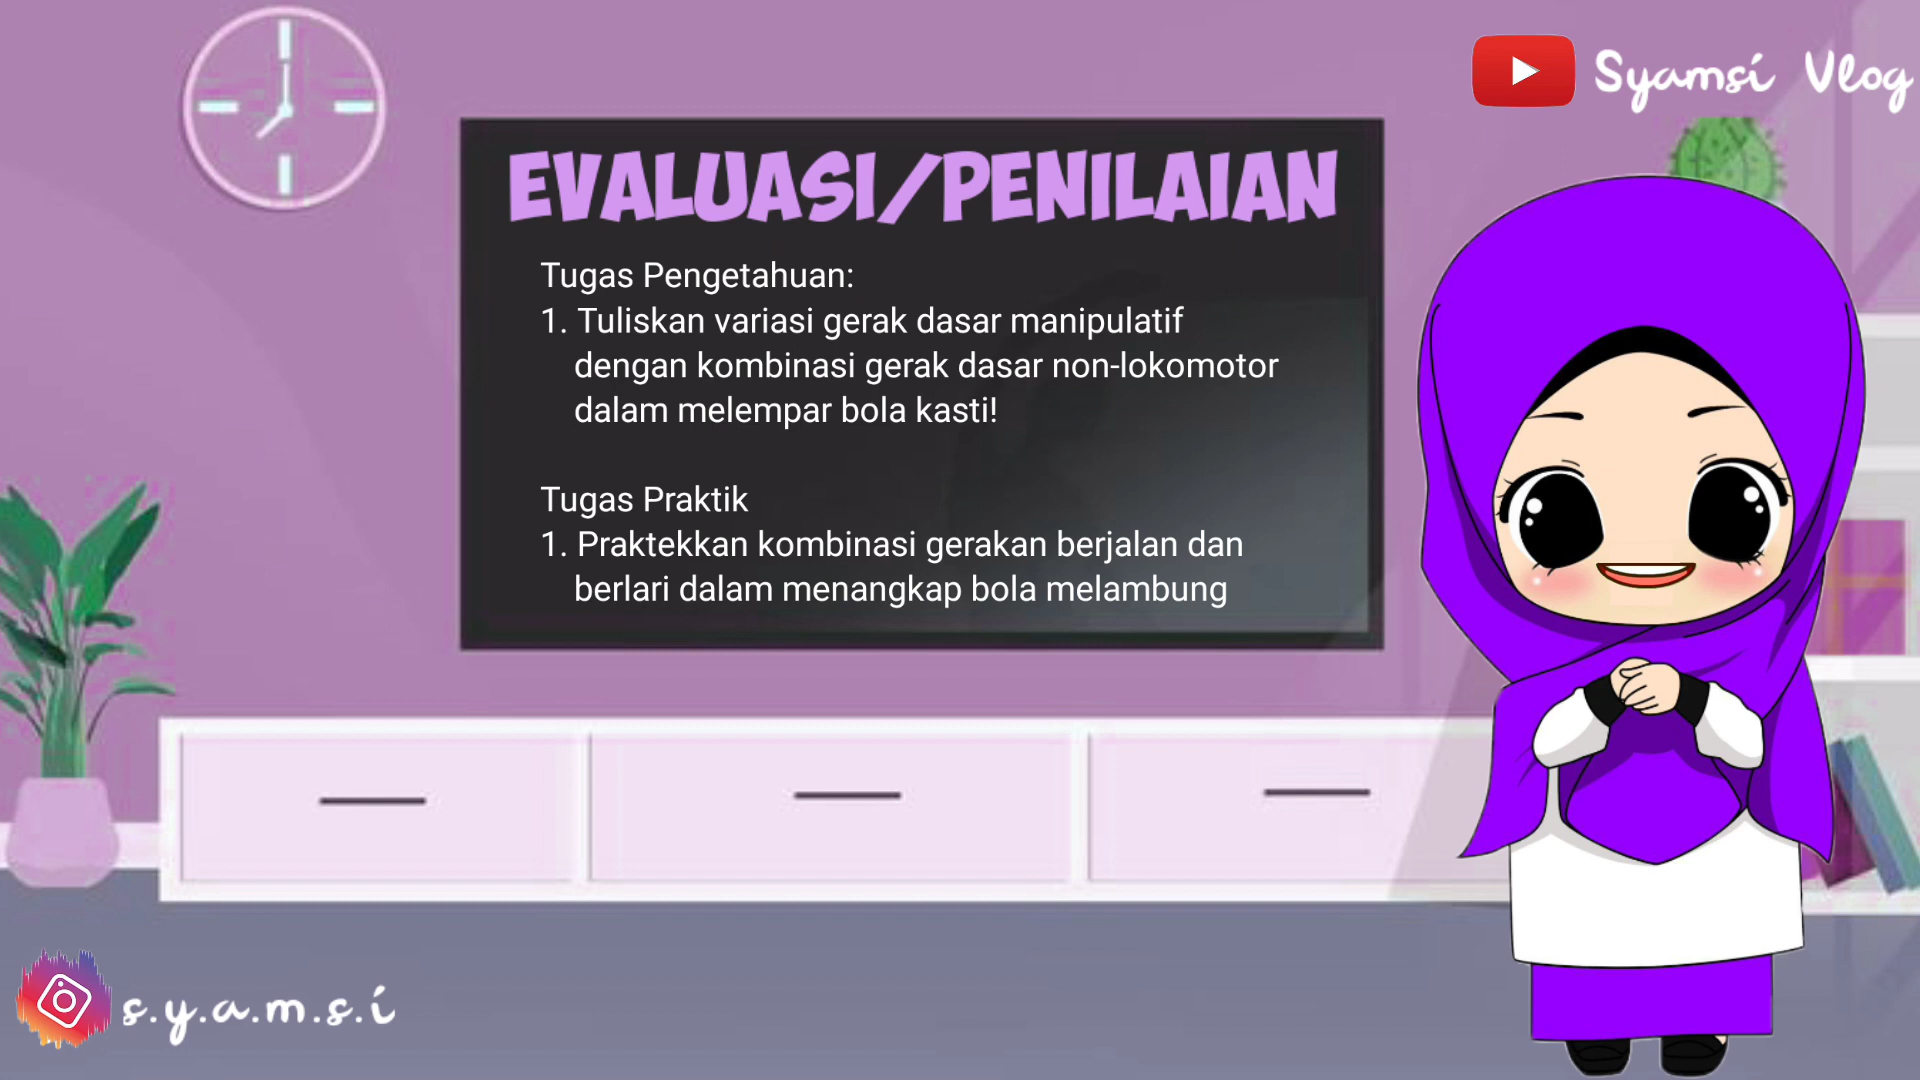 Syamsi Vlog
EVALUASI/PENILAIAN
Tugas Pengetahuan:
1. Tuliskan variasi gerak dasar manipulatif
dengan kombinasi gerak dasar non-lokomotor
dalam melempar bola kasti!
Tugas Praktik
1. Praktekkan kombinasi gerakan berjalan dan
berlari dalam menangkap bola melambung
s.y.a.m.s.i